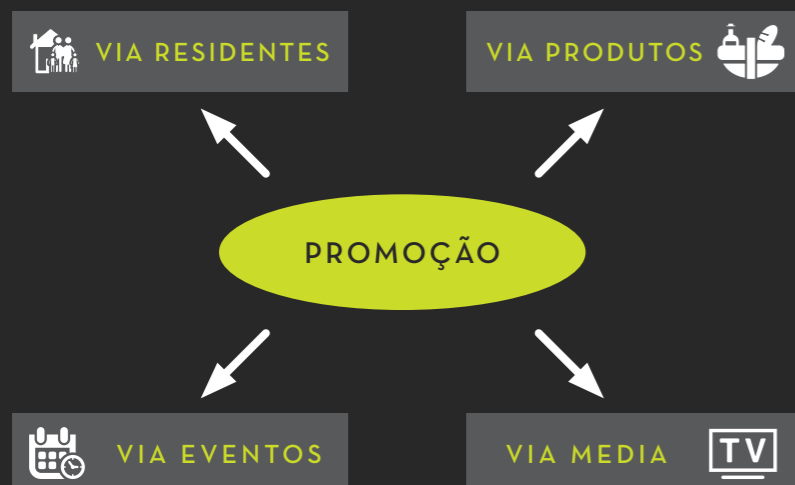 VIA RESIDENTES
VIA PRODUTOS
PROMOÇÃO
VIA EVENTOS
VIA MEDIA
TV